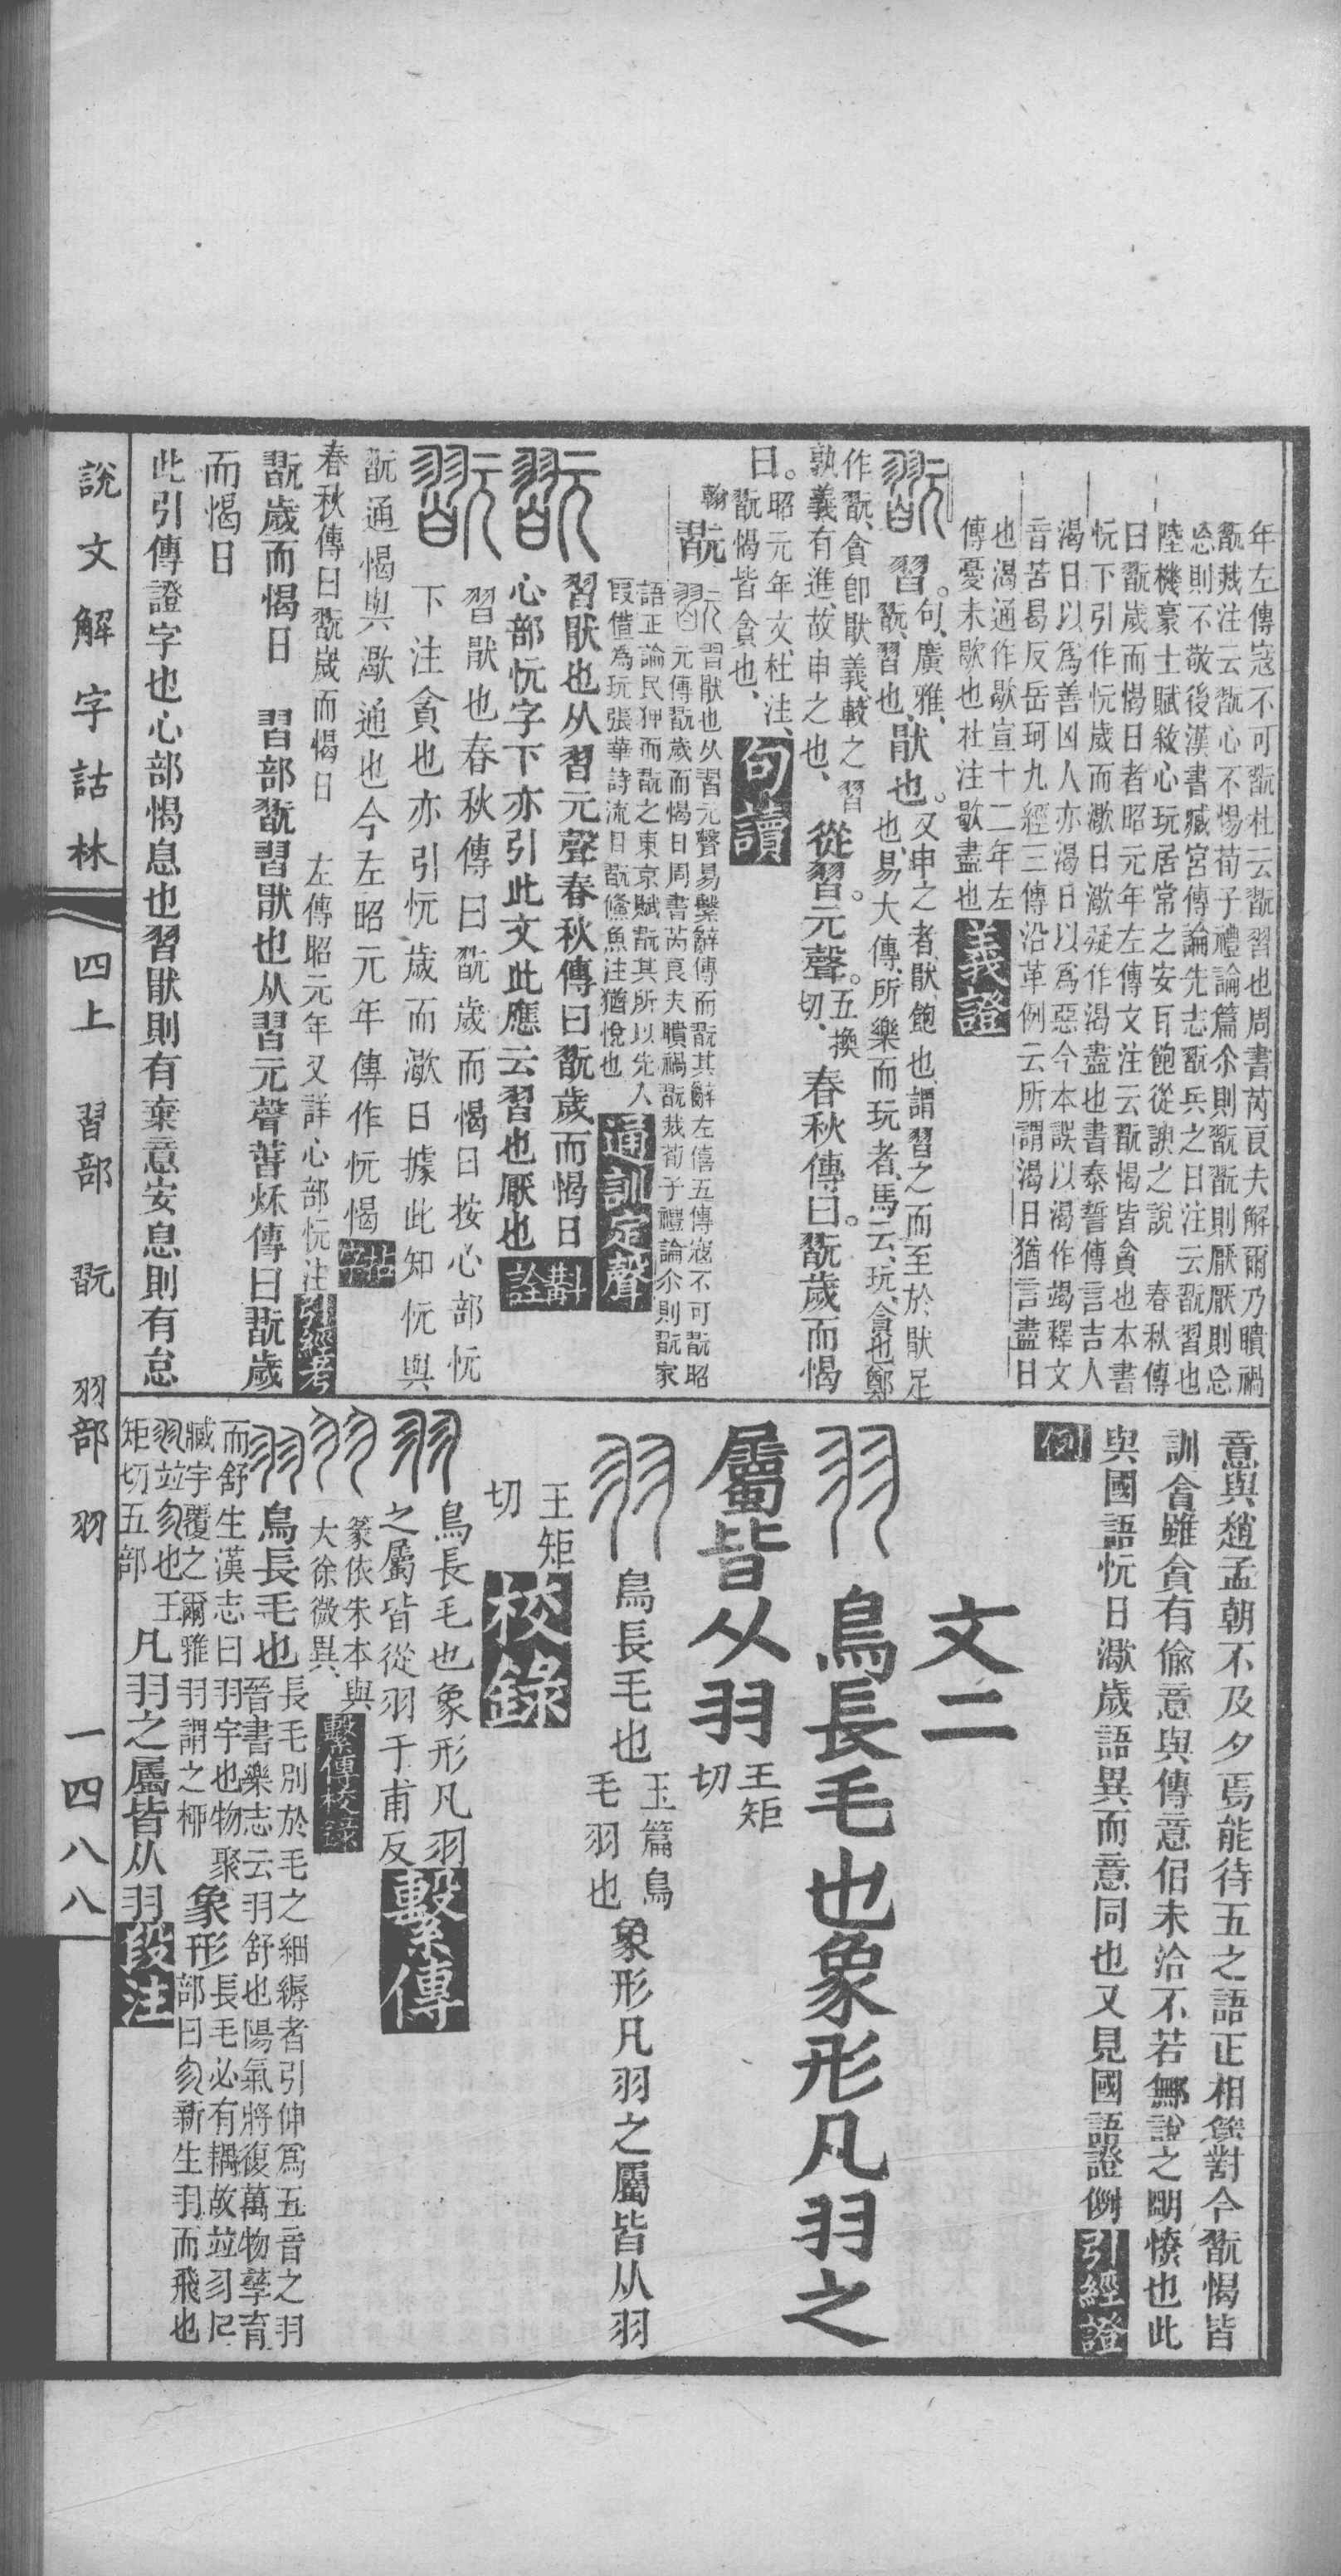 年左傳寇不可翫杜云翫習也周書芮良夫解爾乃聵禍
翫烖注云翫心不惕荀子禮論篇尒則翫翫則厭厭則忘
忘則不敬後漢書臧宮傳論先志翫兵之日注云翫習也
陸機豪士賦敘心玩居常之安耳飽從諛之說 春秋傳
曰翫歲而愒日者昭元年左傳文注云翫愒皆貪也本書
忨下引作忨歲而㵣日㵣疑作渴盡也書泰誓傳言吉人
渴日以爲善凶人亦渴日以爲惡今本誤以渴作竭釋文
音苦曷反岳珂九經三傳沿革例云所謂渴日猶言盡日
也渴通作歇宣十二年左
傳憂未歇也杜注歇盡也
義證
習。句、廣雅、翫、習也、猒也。又申之者、猒、飽也、謂習之而至於猒足
也、易大傳、所樂而玩者、馬云、玩、貪也、鄭
作翫、貪卽猒義、較之習
孰義有進、故申之也、從習。元聲。五換切、春秋傳曰。翫歲而愒
日。昭元年文、杜注、翫愒皆貪也、句讀
翰 翫 習猒也从習元聲易繫辭傳而翫其辭左僖五傳寇不可翫昭
元傳翫歲而愒日周書芮良夫聵禍翫烖荀子禮論尒則翫家
語正論民狎而翫之東京賦翫其所以先入
叚借爲玩張華詩流目翫儵魚注猶悅也
通訓定聲
習猒也从習元聲春秋傳曰翫歲而愒日
心部忨字下亦引此文此應云習也厭也 斠詮
習猒也春秋傳曰翫歲而愒日按心部忨
下注貪也亦引忨歲而㵣日據此知忨與
翫通愒與㵣通也今左昭元年傳作忨愒
春秋傳曰翫歲而愒日 左傳昭元年又詳心部忨注 引經考
翫歲而愒日 習部翫習猒也从習元聲春秋傳曰翫歲
而愒日
此引傳證字也心部愒息也習猒則有棄意安息則有怠
意與趙孟朝不及夕焉能待五之語正相鍼對今翫愒皆
訓貪雖貪有偸意與傳意侣未洽不若鄦說之明憭也此
與國語忨日㵣歲語異而意同也又見國語證例 引經證
例
文二
羽 鳥長毛也象形凡羽之
屬皆从羽 王矩切
羽 鳥長毛也 玉篇鳥毛羽也 象形凡羽之屬皆从羽
王矩切 校錄
羽 鳥長毛也象形凡羽
之屬皆從羽于甫反 繫傳
篆依朱本與
大徐微異、
繫傳校錄
羽 鳥長毛也 長毛別於毛之細縟者引伸爲五音之羽
晉書樂志云羽舒也陽氣將復萬物孳育
而舒生漢志曰羽宇也物聚
臧宇覆之爾雅羽謂之栁 象形 長毛必有耦故竝
部曰 新生羽而飛也
竝 也王矩切五部 凡羽之屬皆从羽 段注
說文解字詁林 四上 習部 翫 羽部 羽 一四八八